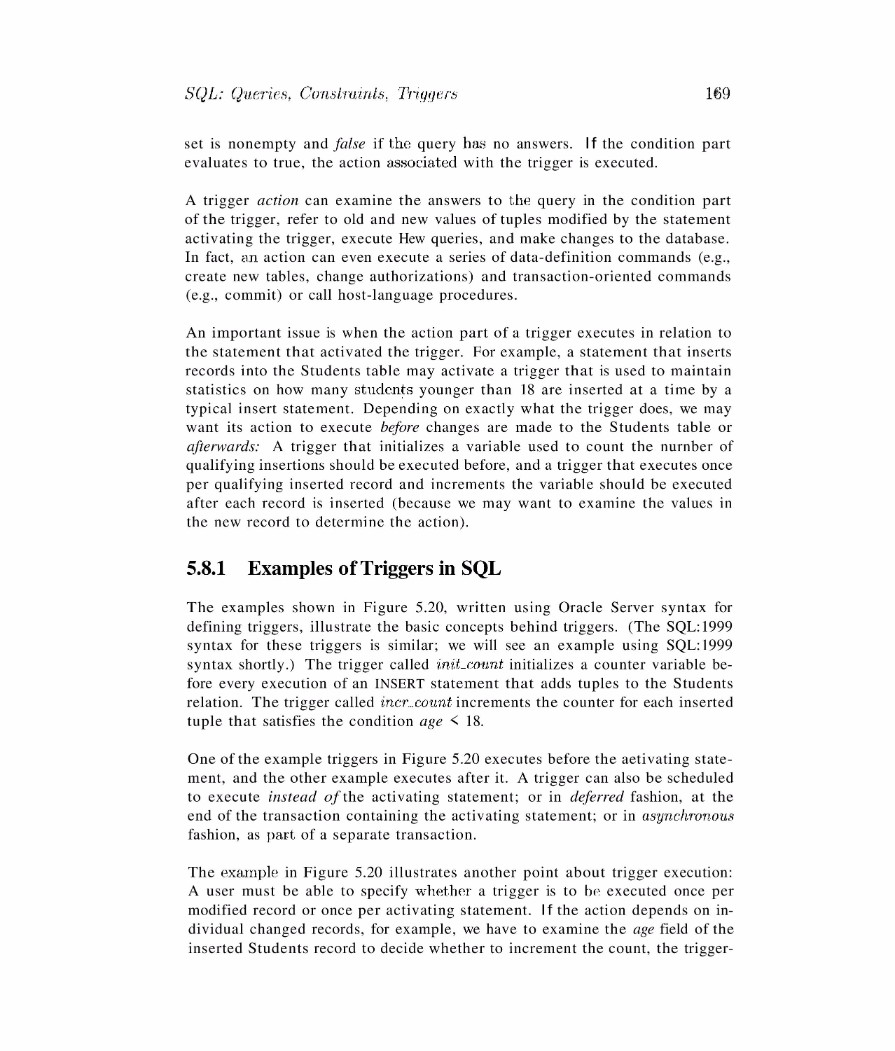 SQL: Queries, Constraints, Triggers 169
set is nonempty and false if the query has no answers. If the condition part
evaluates to true, the action associated with the trigger is executed.
A trigger action can examine the answers to the query in the condition part
of the trigger, refer to old and new values of tuples modified by the statement
activating the trigger, execute Hew queries, and make changes to the database.
In fact, an action can even execute a series of data-definition commands (e.g.,
create new tables, change authorizations) and transaction-oriented commands
(e.g., commit) or call host-language procedures.
An important issue is when the action part of a trigger executes in relation to
the statement that activated the trigger. For example, a statement that inserts
records into the Students table may activate a trigger that is used to maintain
statistics on how many students younger than 18 are inserted at a time by a
typical insert statement. Depending on exactly what the trigger does, we may
want its action to execute before changes are made to the Students table or
afterwards: A trigger that initializes a variable used to count the nurnber of
qualifying insertions should be executed before, and a trigger that executes once
per qualifying inserted record and increments the variable should be executed
after each record is inserted (because we may want to examine the values in
the new record to determine the action).
5.8.1 Examples of Triggers in SQL
The examples shown in Figure 5.20, written using Oracle Server syntax for
defining triggers, illustrate the basic concepts behind triggers. (The SQL:1999
syntax for these triggers is similar; we will see an example using SQL:1999
syntax shortly.) The trigger called init_count initializes a counter variable be-
fore every execution of an INSERT statement that adds tuples to the Students
relation. The trigger called incr_count increments the counter for each inserted
tuple that satisfies the condition age < 18.
One of the example triggers in Figure 5.20 executes before the aetivating state-
ment, and the other example executes after it. A trigger can also be scheduled
to execute instead of the activating statement; or in deferred fashion, at the
end of the transaction containing the activating statement; or in asynchronous
fashion, as part of a separate transaction.
The example in Figure 5.20 illustrates another point about trigger execution:
A user must be able to specify whether a trigger is to be executed once per
modified record or once per activating statement. If the action depends on in-
dividual changed records, for example, we have to examine the age field of the
inserted Students record to decide whether to increment the count, the trigger-